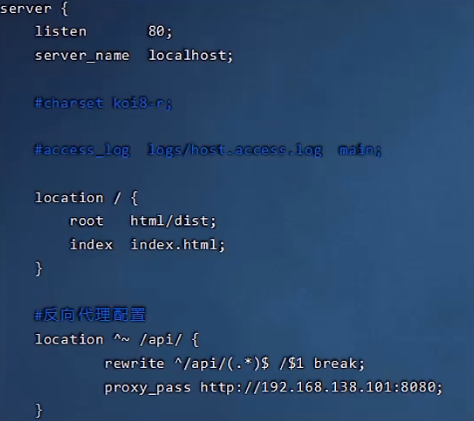 server {
    listen       80;
    server_name  localhost;
    #charset koi8-r;
    #access_log  logs/host.access.log  main;
    location / {
        root   html/dist;
        index  index.html;
    }
    #反向代理配置
    location ^~ /api/ {
            rewrite ^/api/(.*)$ /$1 break;
            proxy_pass http://192.168.138.101:8080;
    }